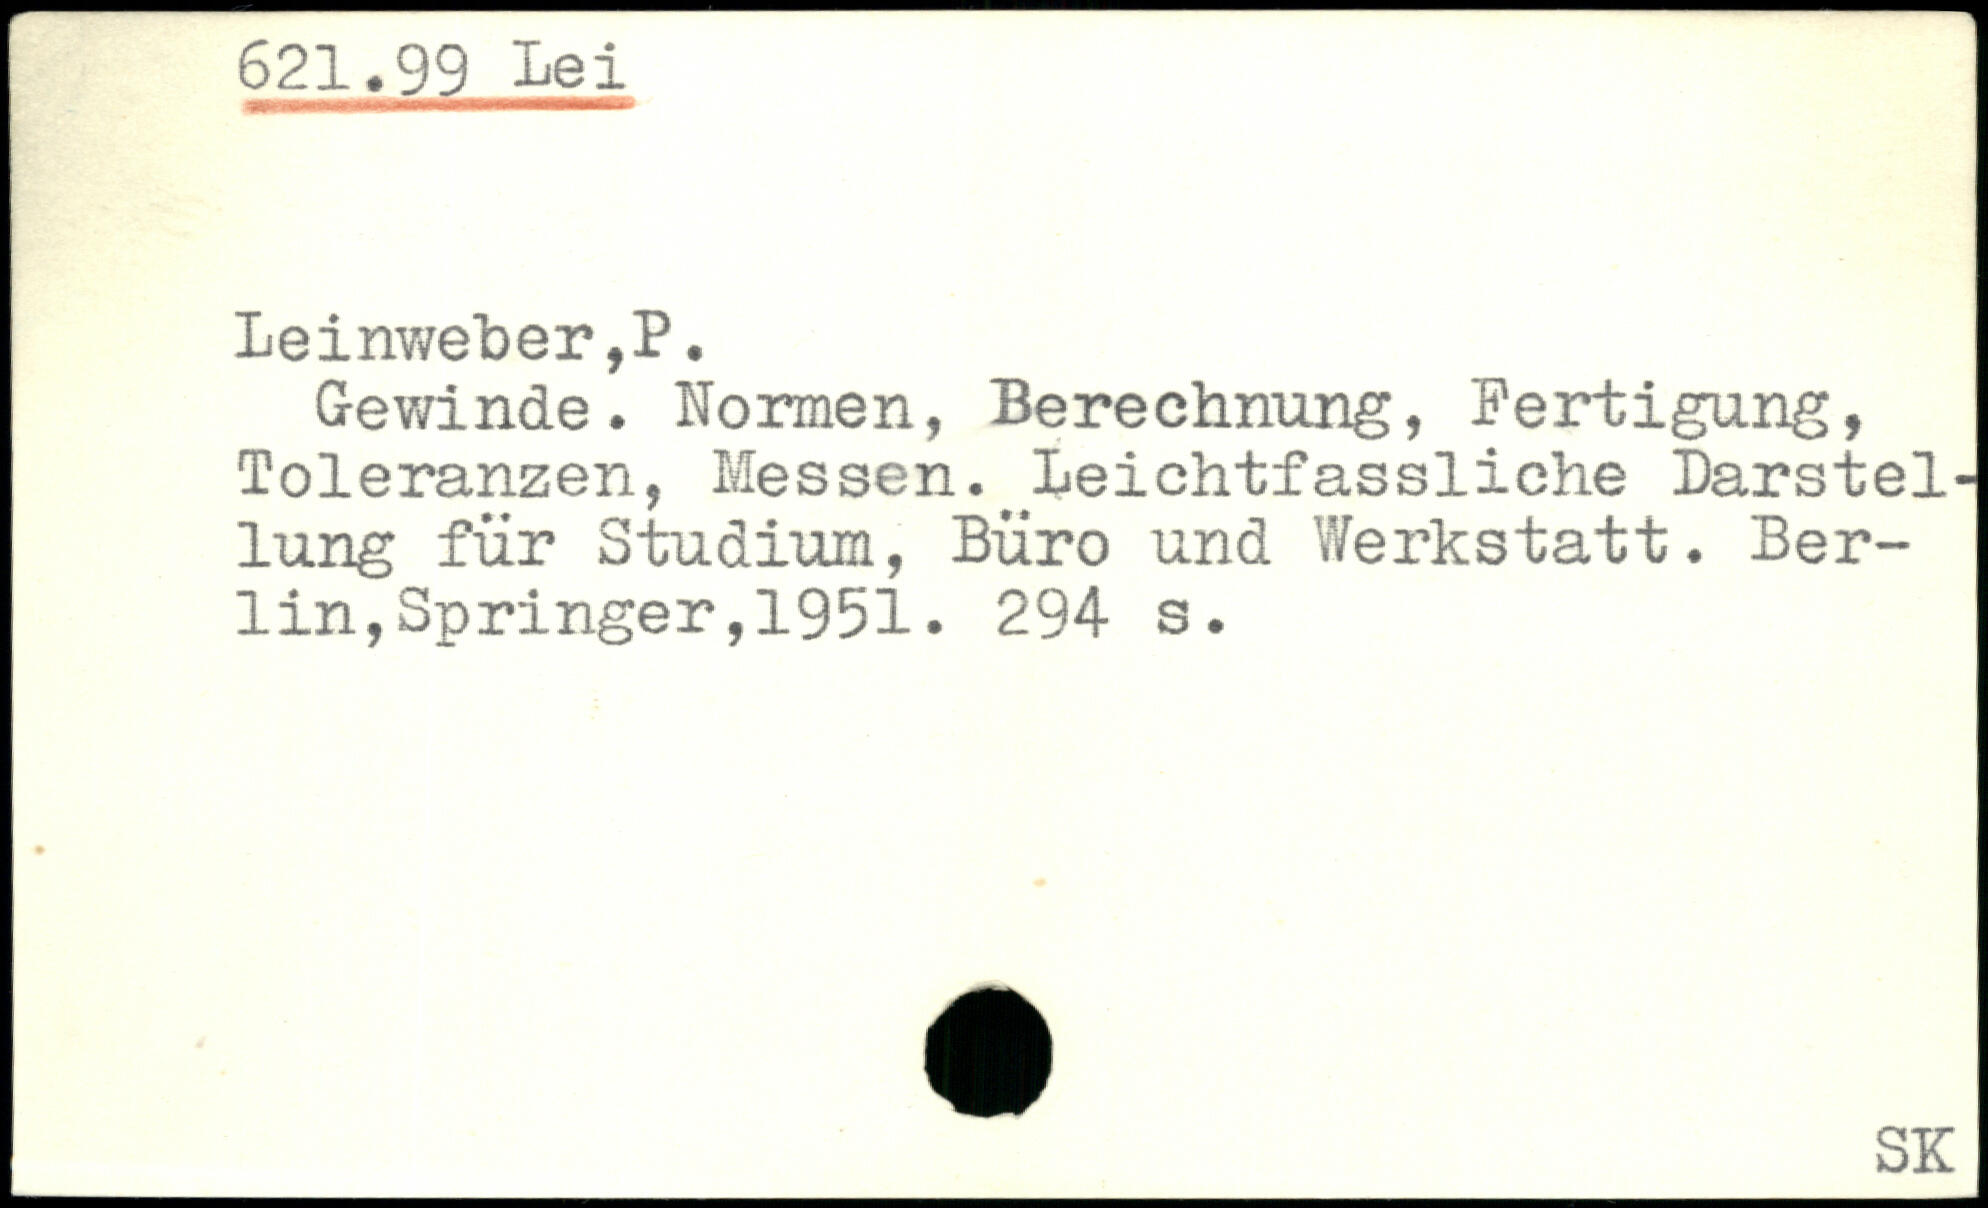 621.99 Lei
Leinweber,P.
Gewinde. Normen, Berechnung, Fertigung,
Toleranzen, Messen. Leichtfassliche Darstel-
lung für Studium, Büro und Werkstatt. Ber-
lin,Springer,1951. 294 s.
SK